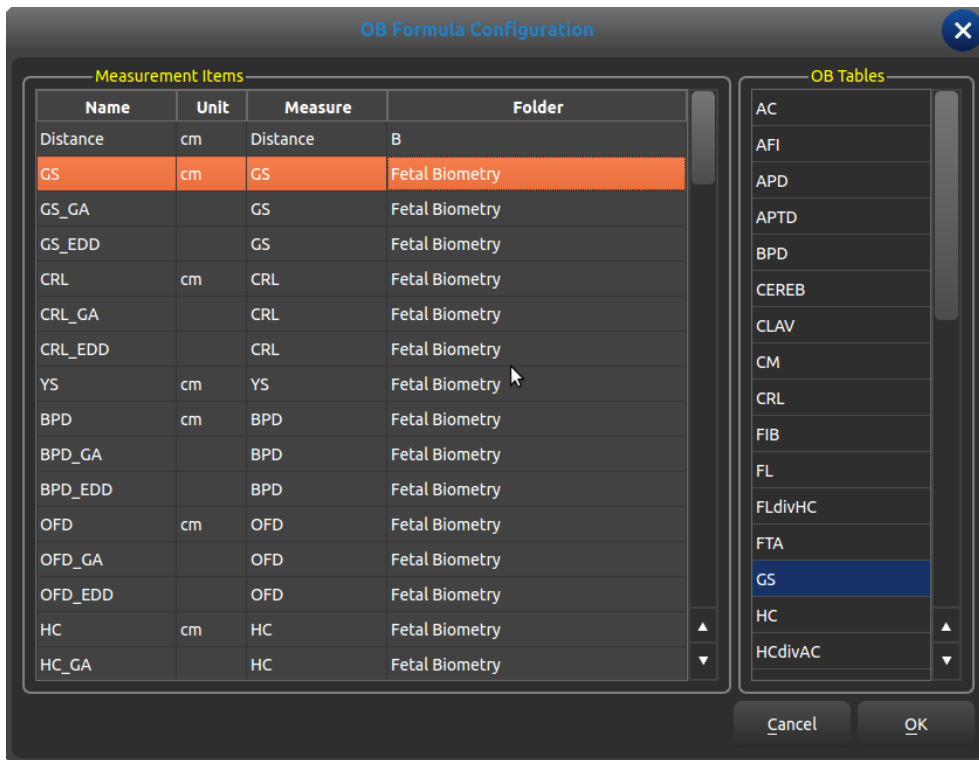 OB Formula Configuration
Measurement Items
Name Unit Measure Folder
Distance cm Distance B
GS cm GS Fetal Biometry
GS_GA GS Fetal Biometry
GS_EDD GS Fetal Biometry
CRL cm CRL Fetal Biometry
CRL_GA CRL Fetal Biometry
CRL_EDD CRL Fetal Biometry
YS cm YS Fetal Biometry
BPD cm BPD Fetal Biometry
BPD_GA BPD Fetal Biometry
BPD_EDD BPD Fetal Biometry
OFD cm OFD Fetal Biometry
OFD_GA OFD Fetal Biometry
OFD_EDD OFD Fetal Biometry
HC cm HC Fetal Biometry
HC_GA HC Fetal Biometry
OB Tables
AC
AFI
APD
APTD
BPD
CEREB
CLAV
CM
CRL
FIB
FL
FLdivHC
FTA
GS
HC
HCdivAC
Cancel OK